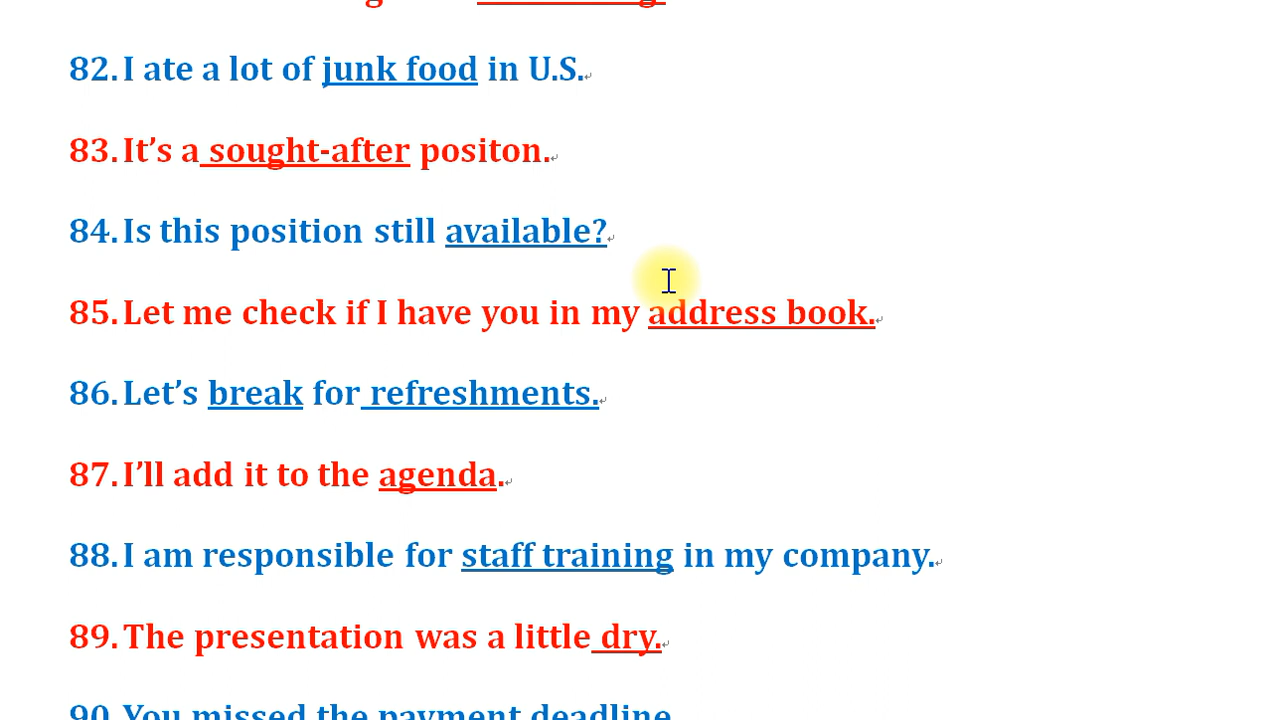 82. I ate a lot of junk food in U.S.
83. It’s a sought-after positon.
84. Is this position still available?
85. Let me check if I have you in my address book.
86. Let’s break for refreshments.
87. I’ll add it to the agenda.
88. I am responsible for staff training in my company.
89. The presentation was a little dry.
90. You missed the payment deadline